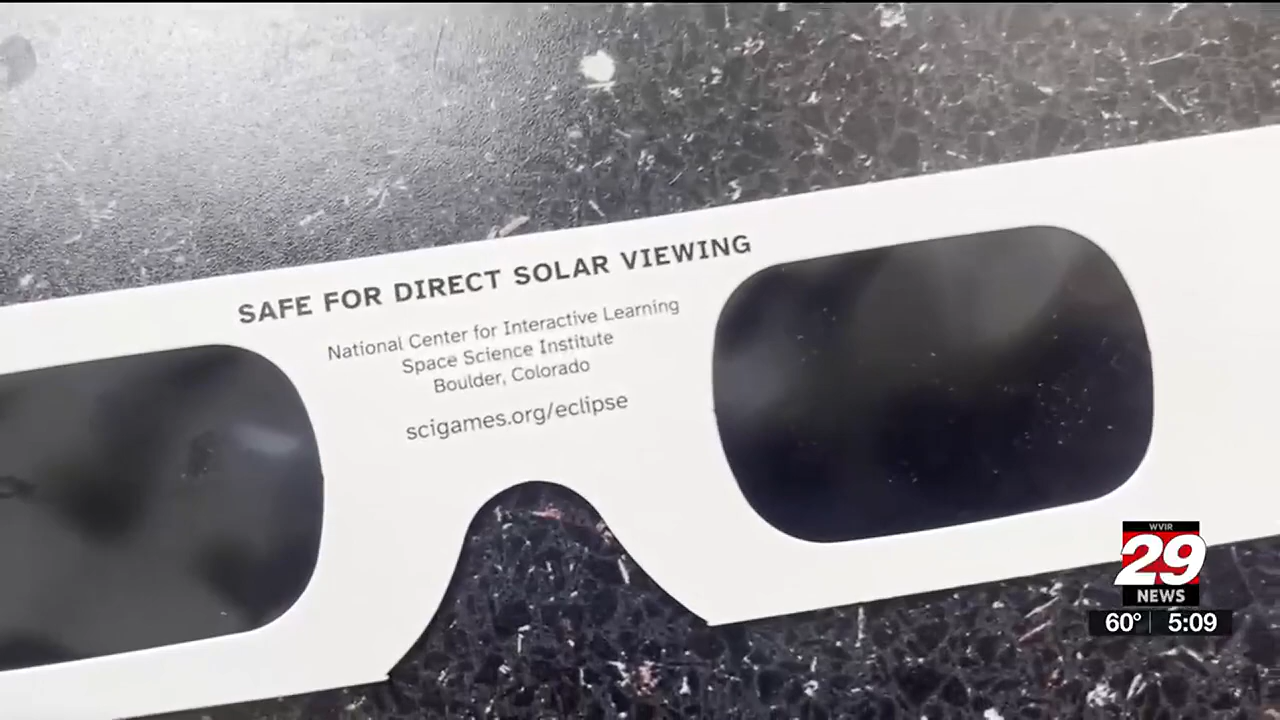 SAFE FOR DIRECT SOLAR VIEWING
National Center for Interactive Learning
Space Science Institute
Boulder, Colorado
scigames.org/eclipse
WVIR
29
NEWS
60° 5:09